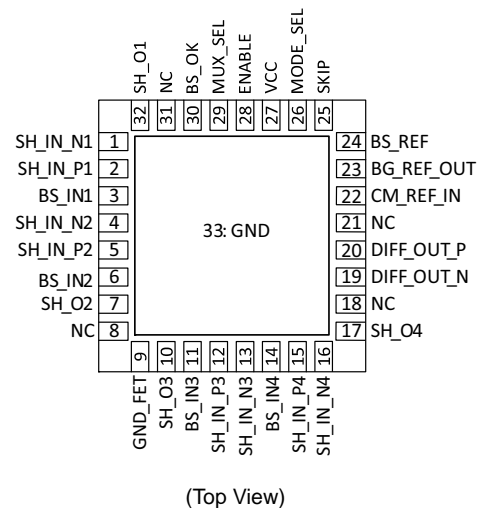 SH_O1
NC
BS_OK
MUX_SEL
ENABLE
VCC
MODE_SEL
SKIP
32 31 30 29 28 27 26 25
SH_IN_N1 1
SH_IN_P1 2
BS_IN1 3
SH_IN_N2 4
SH_IN_P2 5
BS_IN2 6
SH_O2 7
NC 8
33: GND
24 BS_REF
23 BG_REF_OUT
22 CM_REF_IN
21 NC
20 DIFF_OUT_P
19 DIFF_OUT_N
18 NC
17 SH_O4
9 10 11 12 13 14 15 16
GND_FET
SH_O3
BS_IN3
SH_IN_P3
SH_IN_N3
BS_IN4
SH_IN_P4
SH_IN_N4
(Top View)